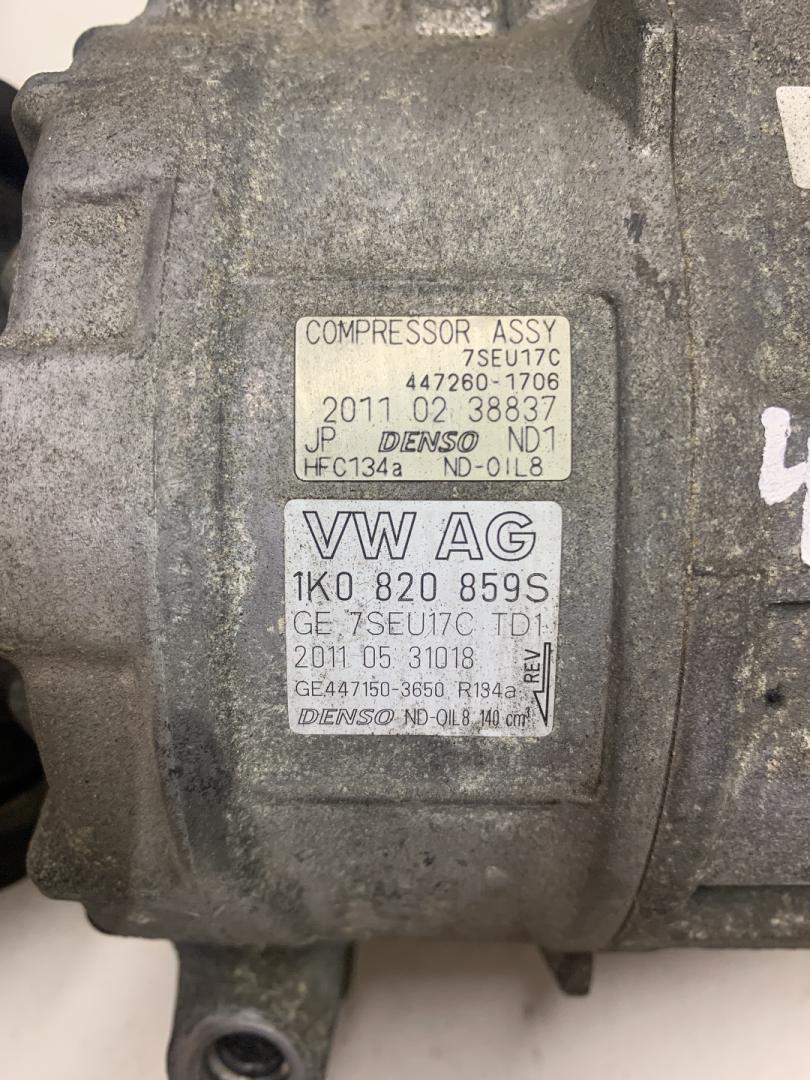 COMPRESSOR ASSY
7SEU17C
447260-1706
2011 02 38837
JP DENSO ND1
HFC134a ND-OIL8
VW AG
1K0 820 859S
GE 7SEU17C TD1
2011 05 31018
GE447150-3650 R134a
REV
DENSO ND-OIL8 140 cm³